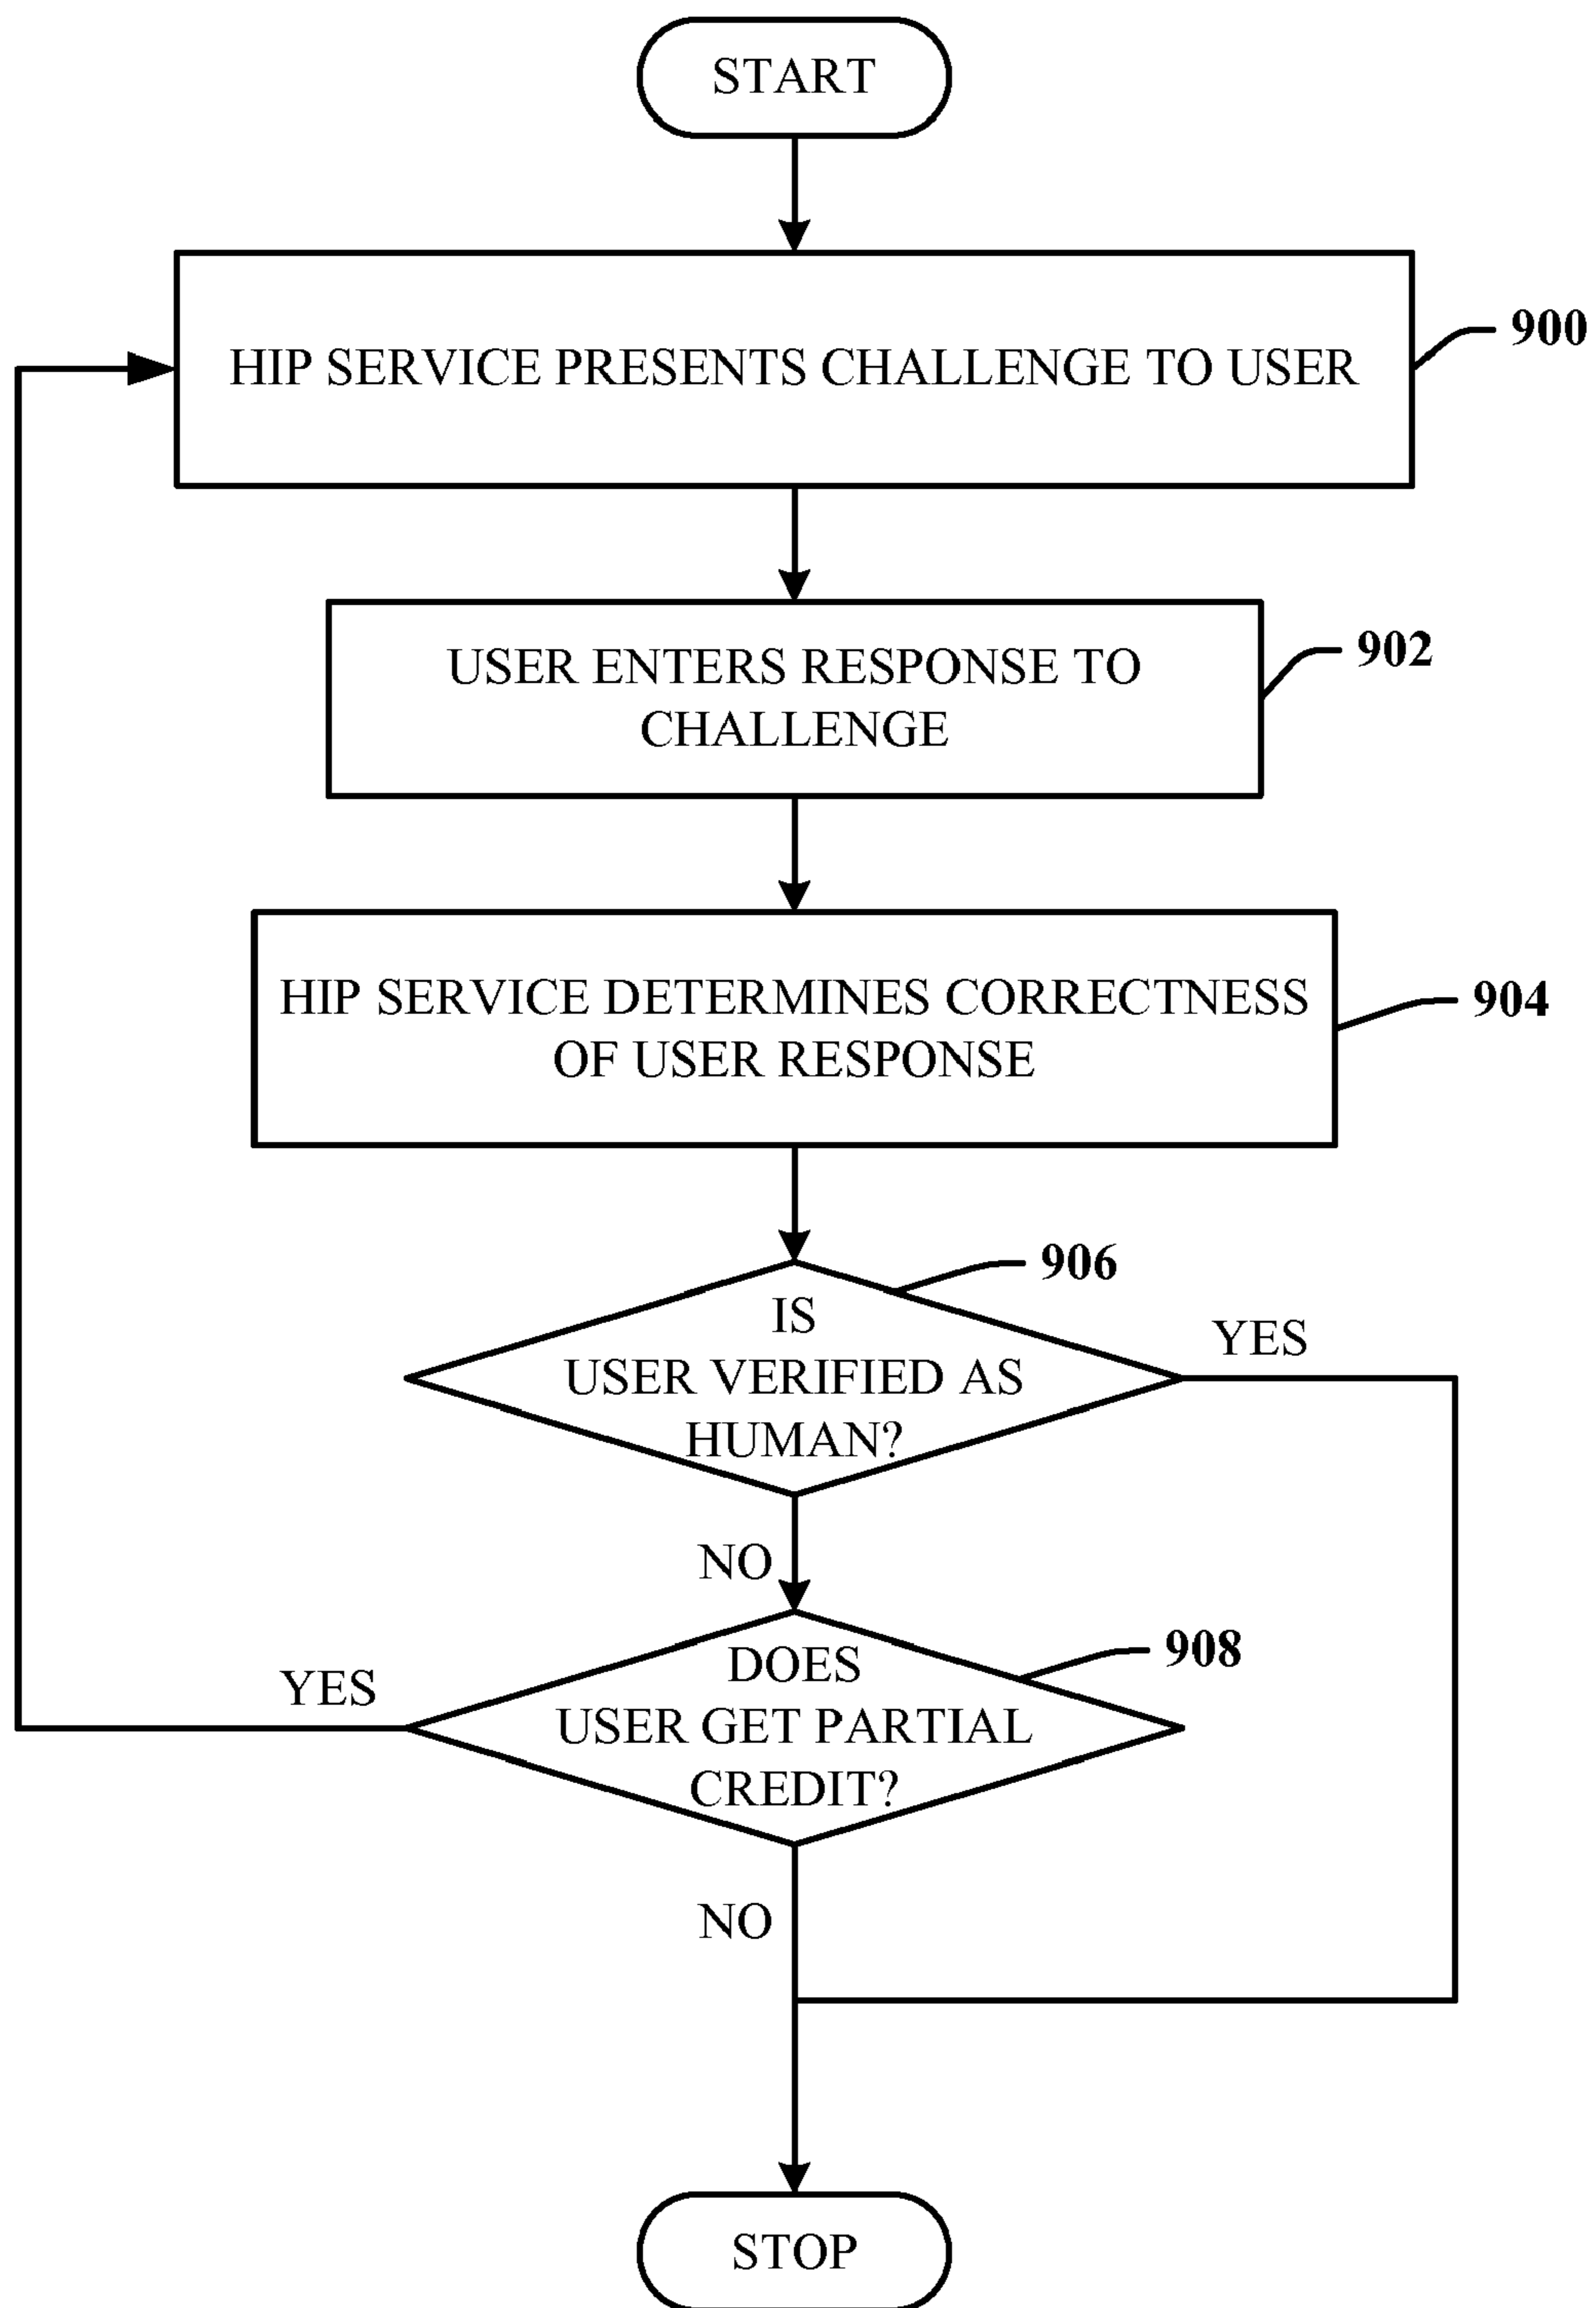 START
HIP SERVICE PRESENTS CHALLENGE TO USER
900
USER ENTERS RESPONSE TO
CHALLENGE
902
HIP SERVICE DETERMINES CORRECTNESS
OF USER RESPONSE
904
906
IS
USER VERIFIED AS
HUMAN?
YES
NO
908
DOES
USER GET PARTIAL
CREDIT?
YES
NO
STOP